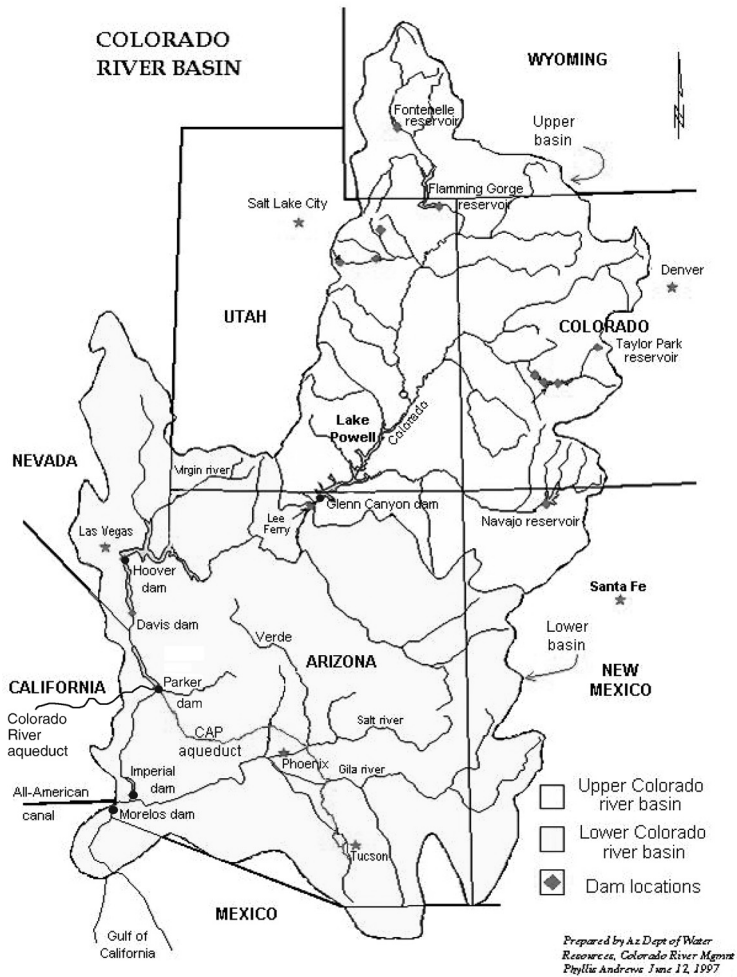 COLORADO
RIVER BASIN
WYOMING
Fontenelle
reservoir
Upper
basin
Flamming Gorge
reservoir
Salt Lake City
Denver
UTAH
COLORADO
Taylor Park
reservoir
Lake
Powell
Colorado
NEVADA
Virgin river
Las Vegas
Lee
Ferry
Glenn Canyon dam
Navajo reservoir
Hoover
dam
Santa Fe
Davis dam
Verde
Lower
basin
ARIZONA
NEW
MEXICO
CALIFORNIA
Parker
dam
Colorado
River
aqueduct
CAP
aqueduct
Salt river
Phoenix
Gila river
Imperial
dam
All-American
canal
Morelos dam
Upper Colorado
river basin
Lower Colorado
river basin
Tucson
Dam locations
MEXICO
Gulf of
California
Prepared by Az Dept of Water
Resources, Colorado River Mgmnt
Phyllis Andrews June 12, 1997
N